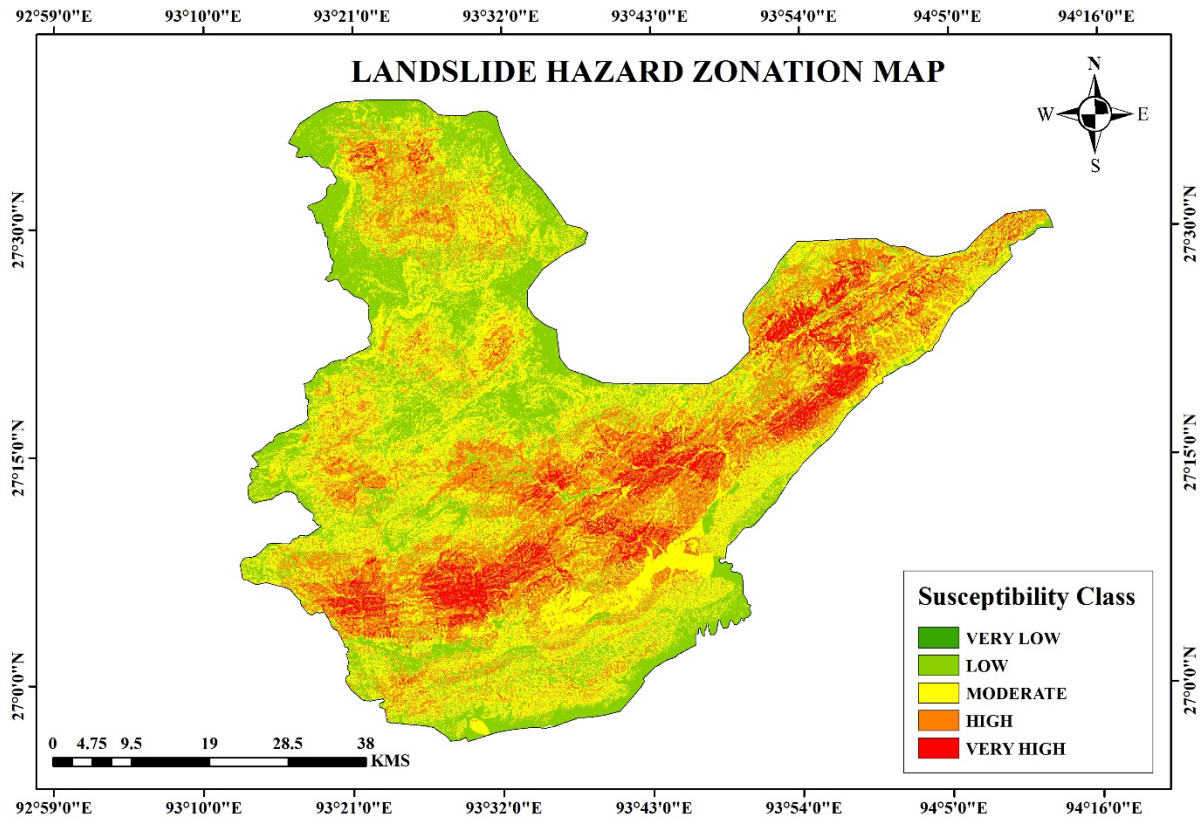 92°59'0"E 93°10'0"E 93°21'0"E 93°32'0"E 93°43'0"E 93°54'0"E 94°5'0"E 94°16'0"E
LANDSLIDE HAZARD ZONATION MAP
N
W E
S
27°30'0"N 27°30'0"N
27°15'0"N 27°15'0"N
27°0'0"N 27°0'0"N
Susceptibility Class
VERY LOW
LOW
MODERATE
HIGH
VERY HIGH
0 4.75 9.5 19 28.5 38
KMS
92°59'0"E 93°10'0"E 93°21'0"E 93°32'0"E 93°43'0"E 93°54'0"E 94°5'0"E 94°16'0"E